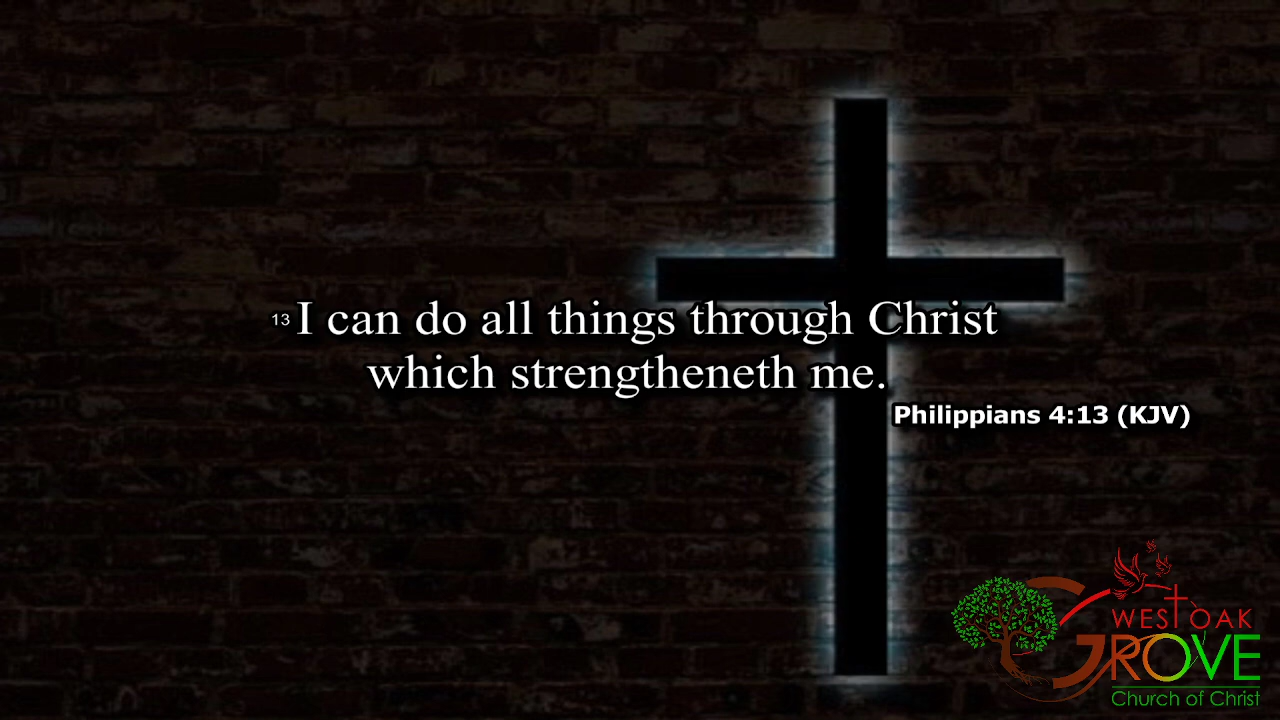 13 I can do all things through Christ
which strengtheneth me.
Philippians 4:13 (KJV)
WEST OAK
GROVE
Church of Christ